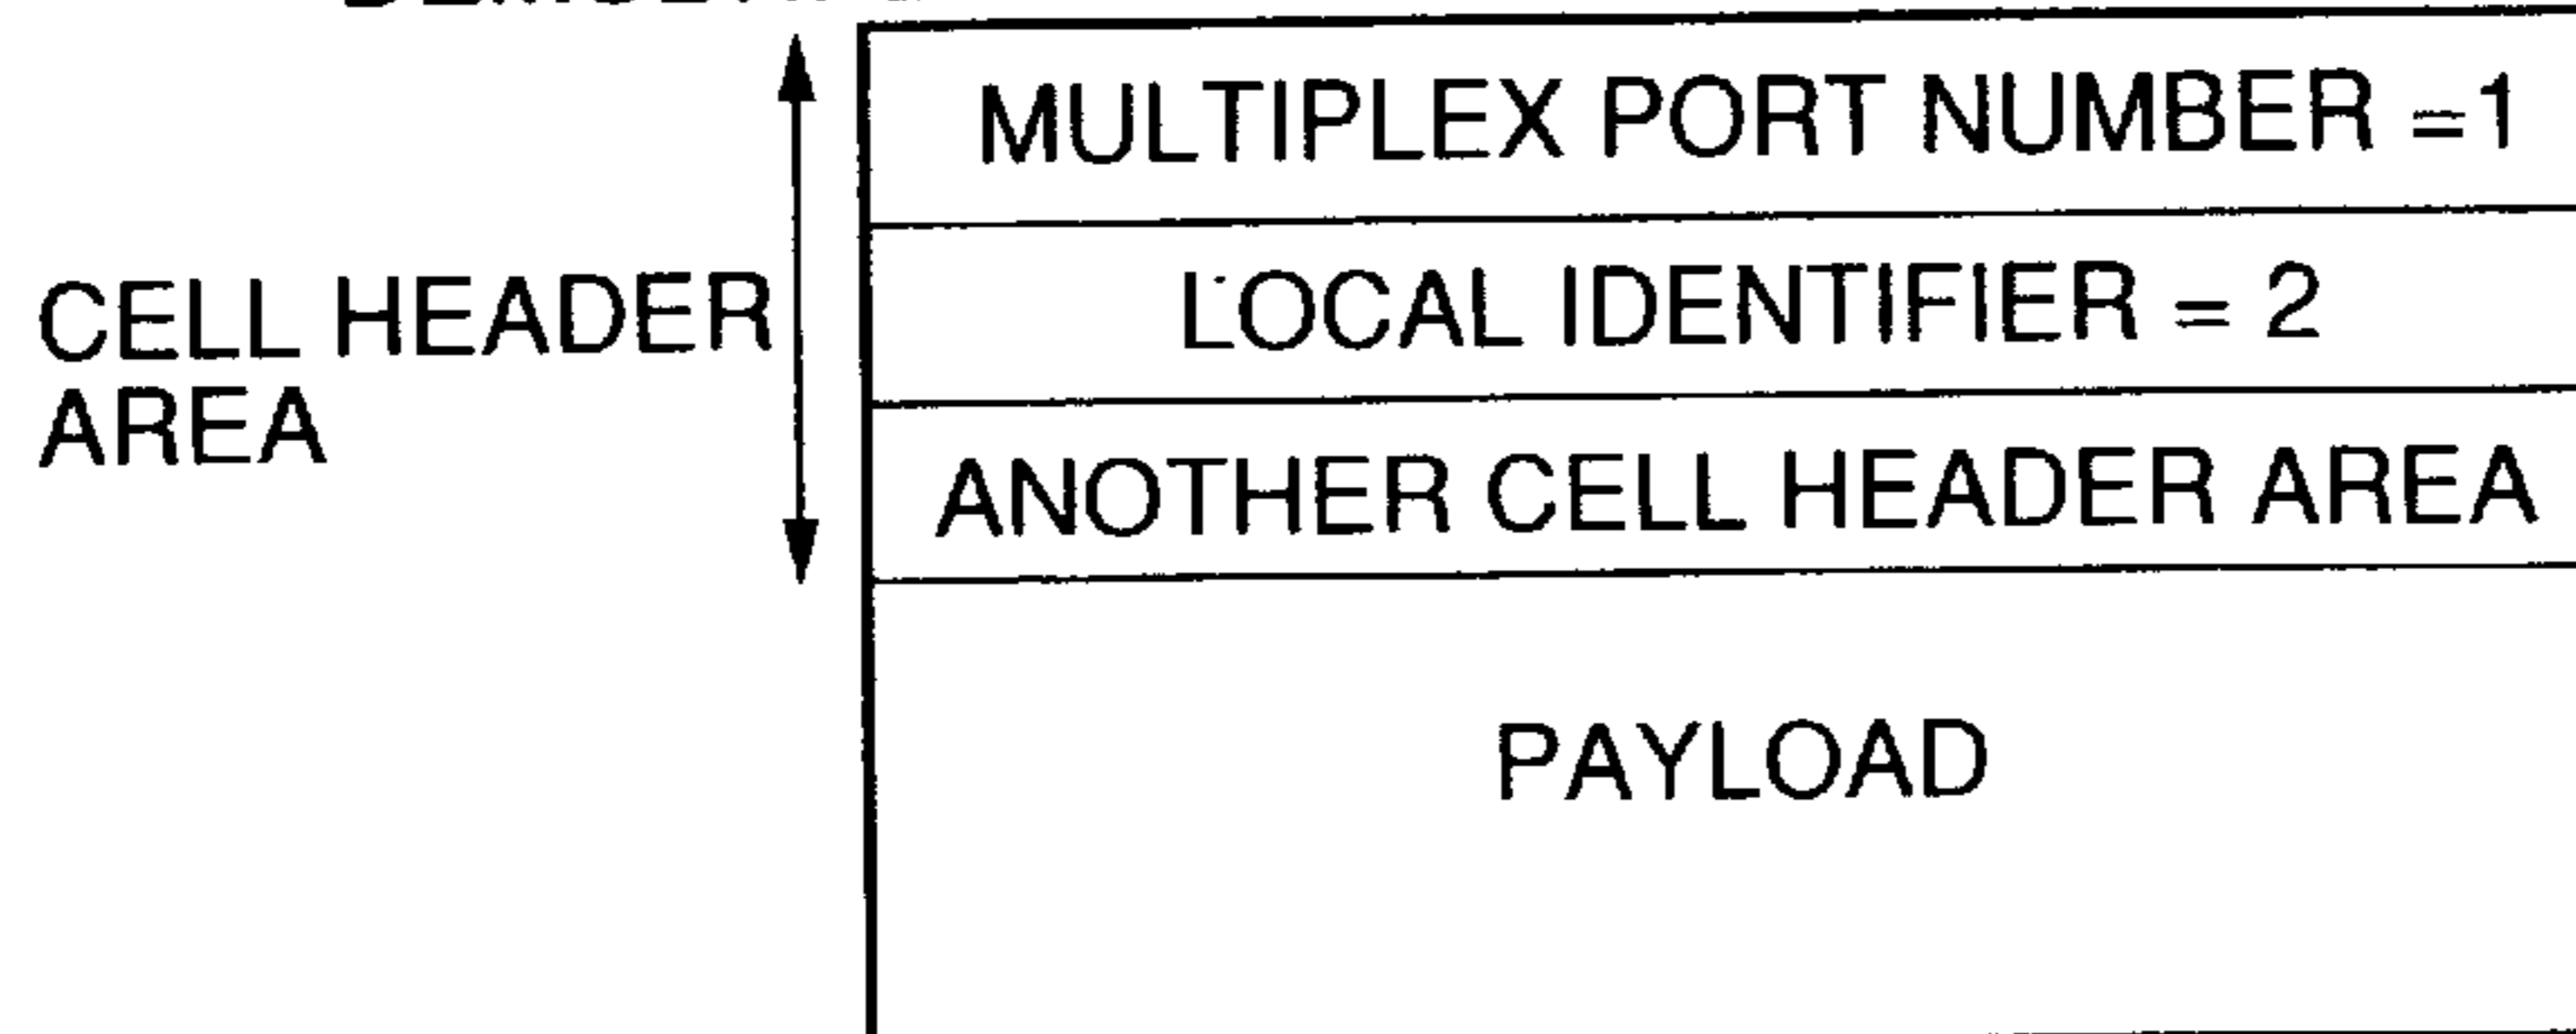 MULTIPLEX PORT NUMBER =1
LOCAL IDENTIFIER = 2
CELL HEADER
AREA
ANOTHER CELL HEADER AREA
PAYLOAD